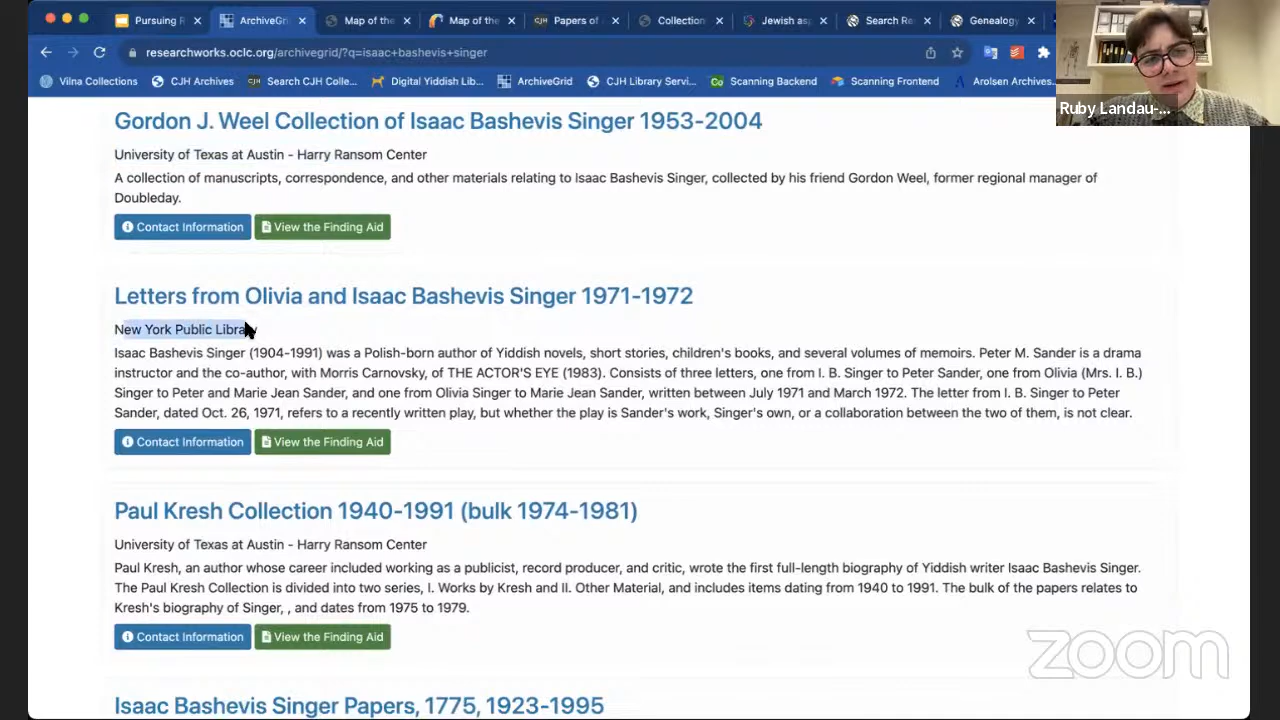 Pursuing R
ArchiveGri
Map of the
Map of the
Papers of
Collection
Jewish as
Search Re
Genealogy
researchworks.oclc.org/archivegrid/?q=isaac+bashevis+singer
Vilna Collections
CJH Archives
CJH
Search CJH Colle...
Digital Yiddish Lib...
ArchiveGrid
CJH Library Servi...
Scanning Backend
Scanning Frontend
Arolsen Archives
Ruby Landau-...
Gordon J. Weel Collection of Isaac Bashevis Singer 1953-2004
University of Texas at Austin - Harry Ransom Center
A collection of manuscripts, correspondence, and other materials relating to Isaac Bashevis Singer, collected by his friend Gordon Weel, former regional manager of
Doubleday.
Contact Information View the Finding Aid
Letters from Olivia and Isaac Bashevis Singer 1971-1972
New York Public Library
Isaac Bashevis Singer (1904-1991) was a Polish-born author of Yiddish novels, short stories, children's books, and several volumes of memoirs. Peter M. Sander is a drama
instructor and the co-author, with Morris Carnovsky, of THE ACTOR'S EYE (1983). Consists of three letters, one from I. B. Singer to Peter Sander, one from Olivia (Mrs. I. B.)
Singer to Peter and Marie Jean Sander, and one from Olivia Singer to Marie Jean Sander, written between July 1971 and March 1972. The letter from I. B. Singer to Peter
Sander, dated Oct. 26, 1971, refers to a recently written play, but whether the play is Sander's work, Singer's own, or a collaboration between the two of them, is not clear.
Contact Information View the Finding Aid
Paul Kresh Collection 1940-1991 (bulk 1974-1981)
University of Texas at Austin - Harry Ransom Center
Paul Kresh, an author whose career included working as a publicist, record producer, and critic, wrote the first full-length biography of Yiddish writer Isaac Bashevis Singer.
The Paul Kresh Collection is divided into two series, I. Works by Kresh and II. Other Material, and includes items dating from 1940 to 1991. The bulk of the papers relates to
Kresh's biography of Singer, , and dates from 1975 to 1979.
Contact Information View the Finding Aid
Isaac Bashevis Singer Papers, 1775, 1923-1995
zoom